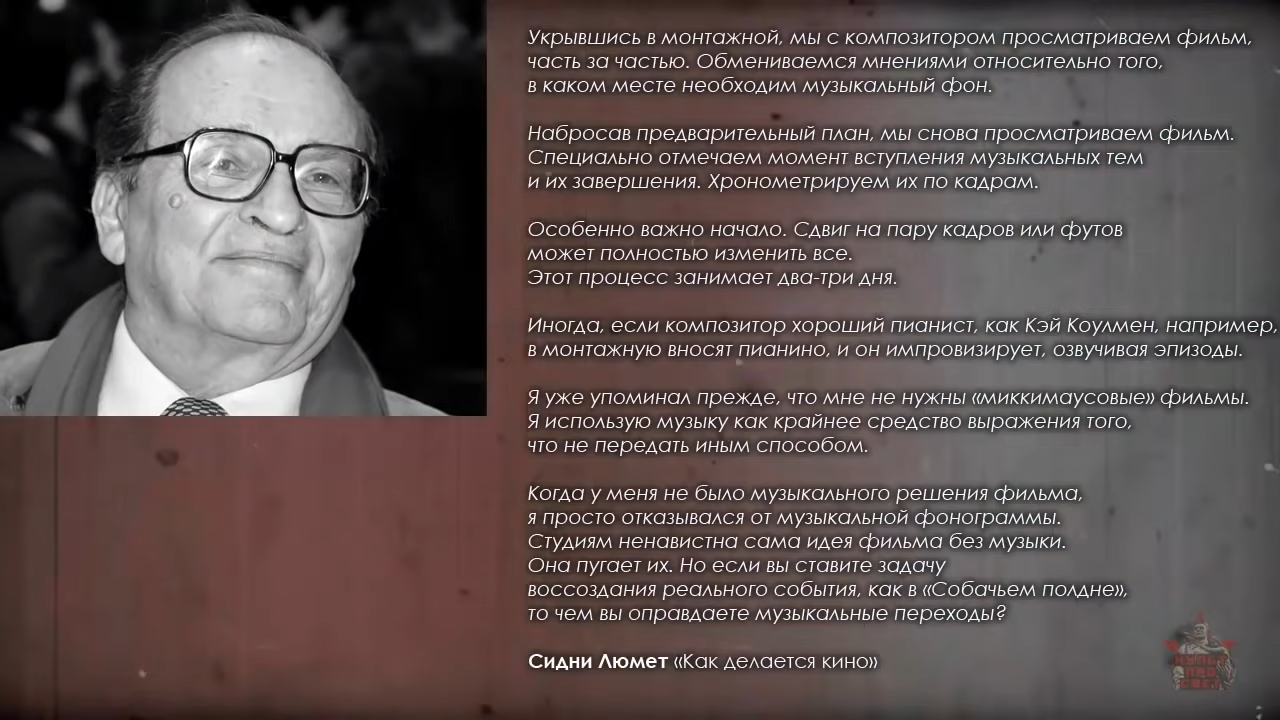 Укрывшись в монтажной, мы с композитором просматриваем фильм,
часть за частью. Обмениваемся мнениями относительно того,
в каком месте необходим музыкальный фон.
Набросав предварительный план, мы снова просматриваем фильм.
Специально отмечаем момент вступления музыкальных тем
и их завершения. Хронометрируем их по кадрам.
Особенно важно начало. Сдвиг на пару кадров или футов
может полностью изменить все.
Этот процесс занимает два-три дня.
Иногда, если композитор хороший пианист, как Кэй Коулмен, например,
в монтажную вносят пианино, и он импровизирует, озвучивая эпизоды.
Я уже упоминал прежде, что мне не нужны «миккимаусовые» фильмы.
Я использую музыку как крайнее средство выражения того,
что не передать иным способом.
Когда у меня не было музыкального решения фильма,
я просто отказывался от музыкальной фонограммы.
Студиям ненавистна сама идея фильма без музыки.
Она пугает их. Но если вы ставите задачу
воссоздания реального события, как в «Собачьем полдне»,
то чем вы оправдаете музыкальные переходы?
Сидни Люмет «Как делается кино»
КУЛЬТ
ПРО
СВЕТ